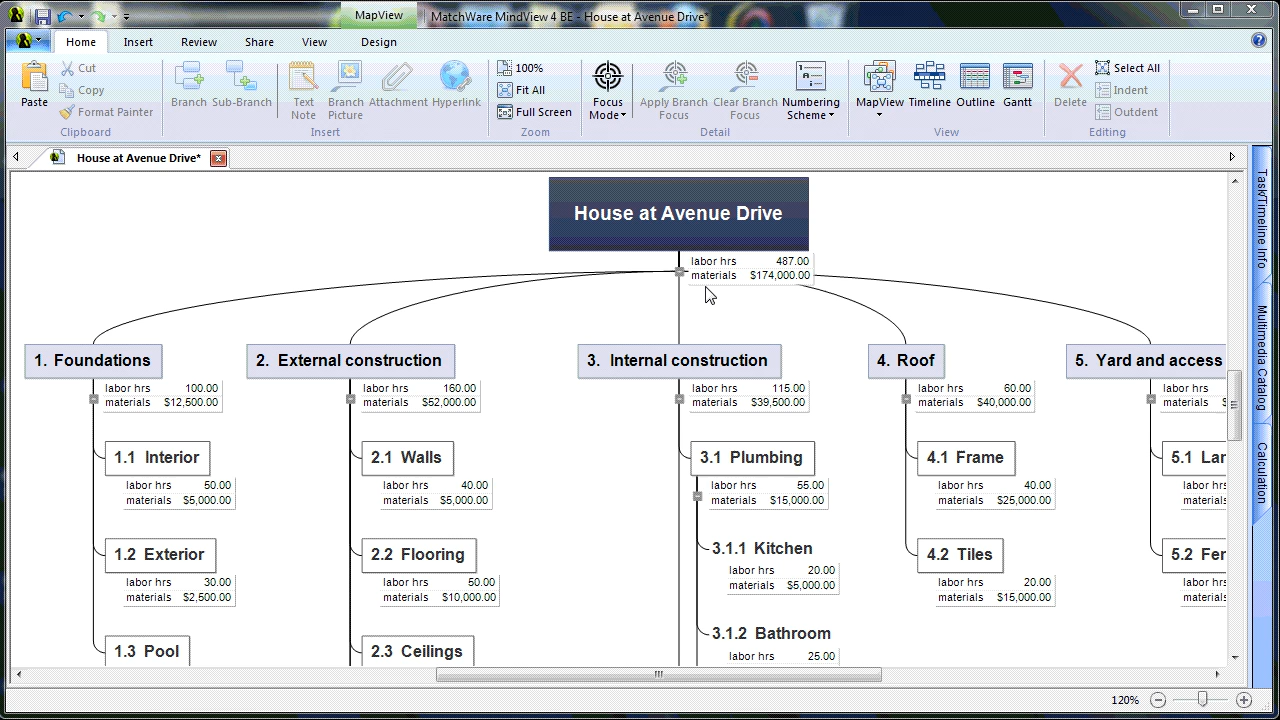 MapView
MatchWare MindView 4 BE - House at Avenue Drive*
Home Insert Review Share View Design
Paste
Cut
Copy
Format Painter
Clipboard
Branch Sub-Branch
Text Note
Branch Picture
Attachment
Hyperlink
Insert
100%
Fit All
Full Screen
Zoom
Focus Mode
Apply Branch Focus
Clear Branch Focus
Numbering Scheme
Detail
MapView Timeline Outline Gantt
View
Delete
Select All
Indent
Outdent
Editing
House at Avenue Drive*
House at Avenue Drive
labor hrs 487.00
materials $174,000.00
1. Foundations
labor hrs 100.00
materials $12,500.00
1.1 Interior
labor hrs 50.00
materials $5,000.00
1.2 Exterior
labor hrs 30.00
materials $2,500.00
1.3 Pool
2. External construction
labor hrs 160.00
materials $52,000.00
2.1 Walls
labor hrs 40.00
materials $5,000.00
2.2 Flooring
labor hrs 50.00
materials $10,000.00
2.3 Ceilings
3. Internal construction
labor hrs 115.00
materials $39,500.00
3.1 Plumbing
labor hrs 55.00
materials $15,000.00
3.1.1 Kitchen
labor hrs 20.00
materials $5,000.00
3.1.2 Bathroom
labor hrs 25.00
4. Roof
labor hrs 60.00
materials $40,000.00
4.1 Frame
labor hrs 40.00
materials $25,000.00
4.2 Tiles
labor hrs 20.00
materials $15,000.00
5. Yard and access
labor hrs
materials
5.1
labor hrs
materials
5.2
labor hrs
materials
Task/Timeline Info
Multimedia Catalog
Calculation
120%